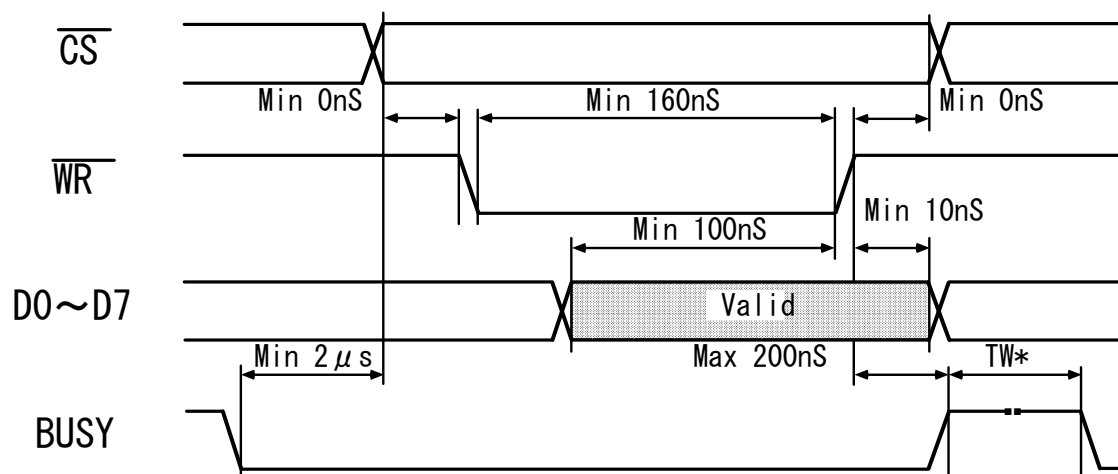 CS
Min 0nS
Min 160nS
Min 0nS
WR
Min 10nS
Min 100nS
D0～D7
Valid
Min 2μs
Max 200nS
TW*
BUSY